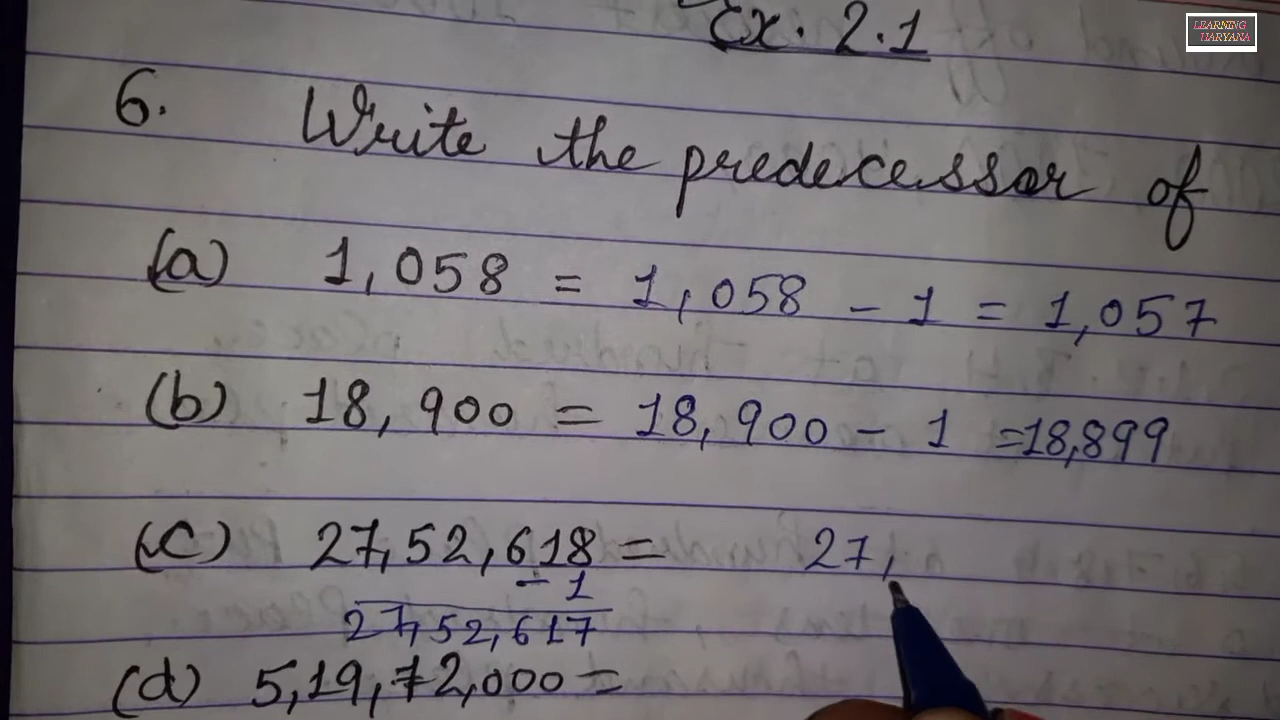 LEARNING
HARYANA
Ex. 2.1
6. Write the predecessor of
(a) 1,058 = 1,058 - 1 = 1,057
(b) 18,900 = 18,900 - 1 =18,899
(c) 27,52,618 = 27,
- 1
27,52,617
(d) 5,19,72,000 =